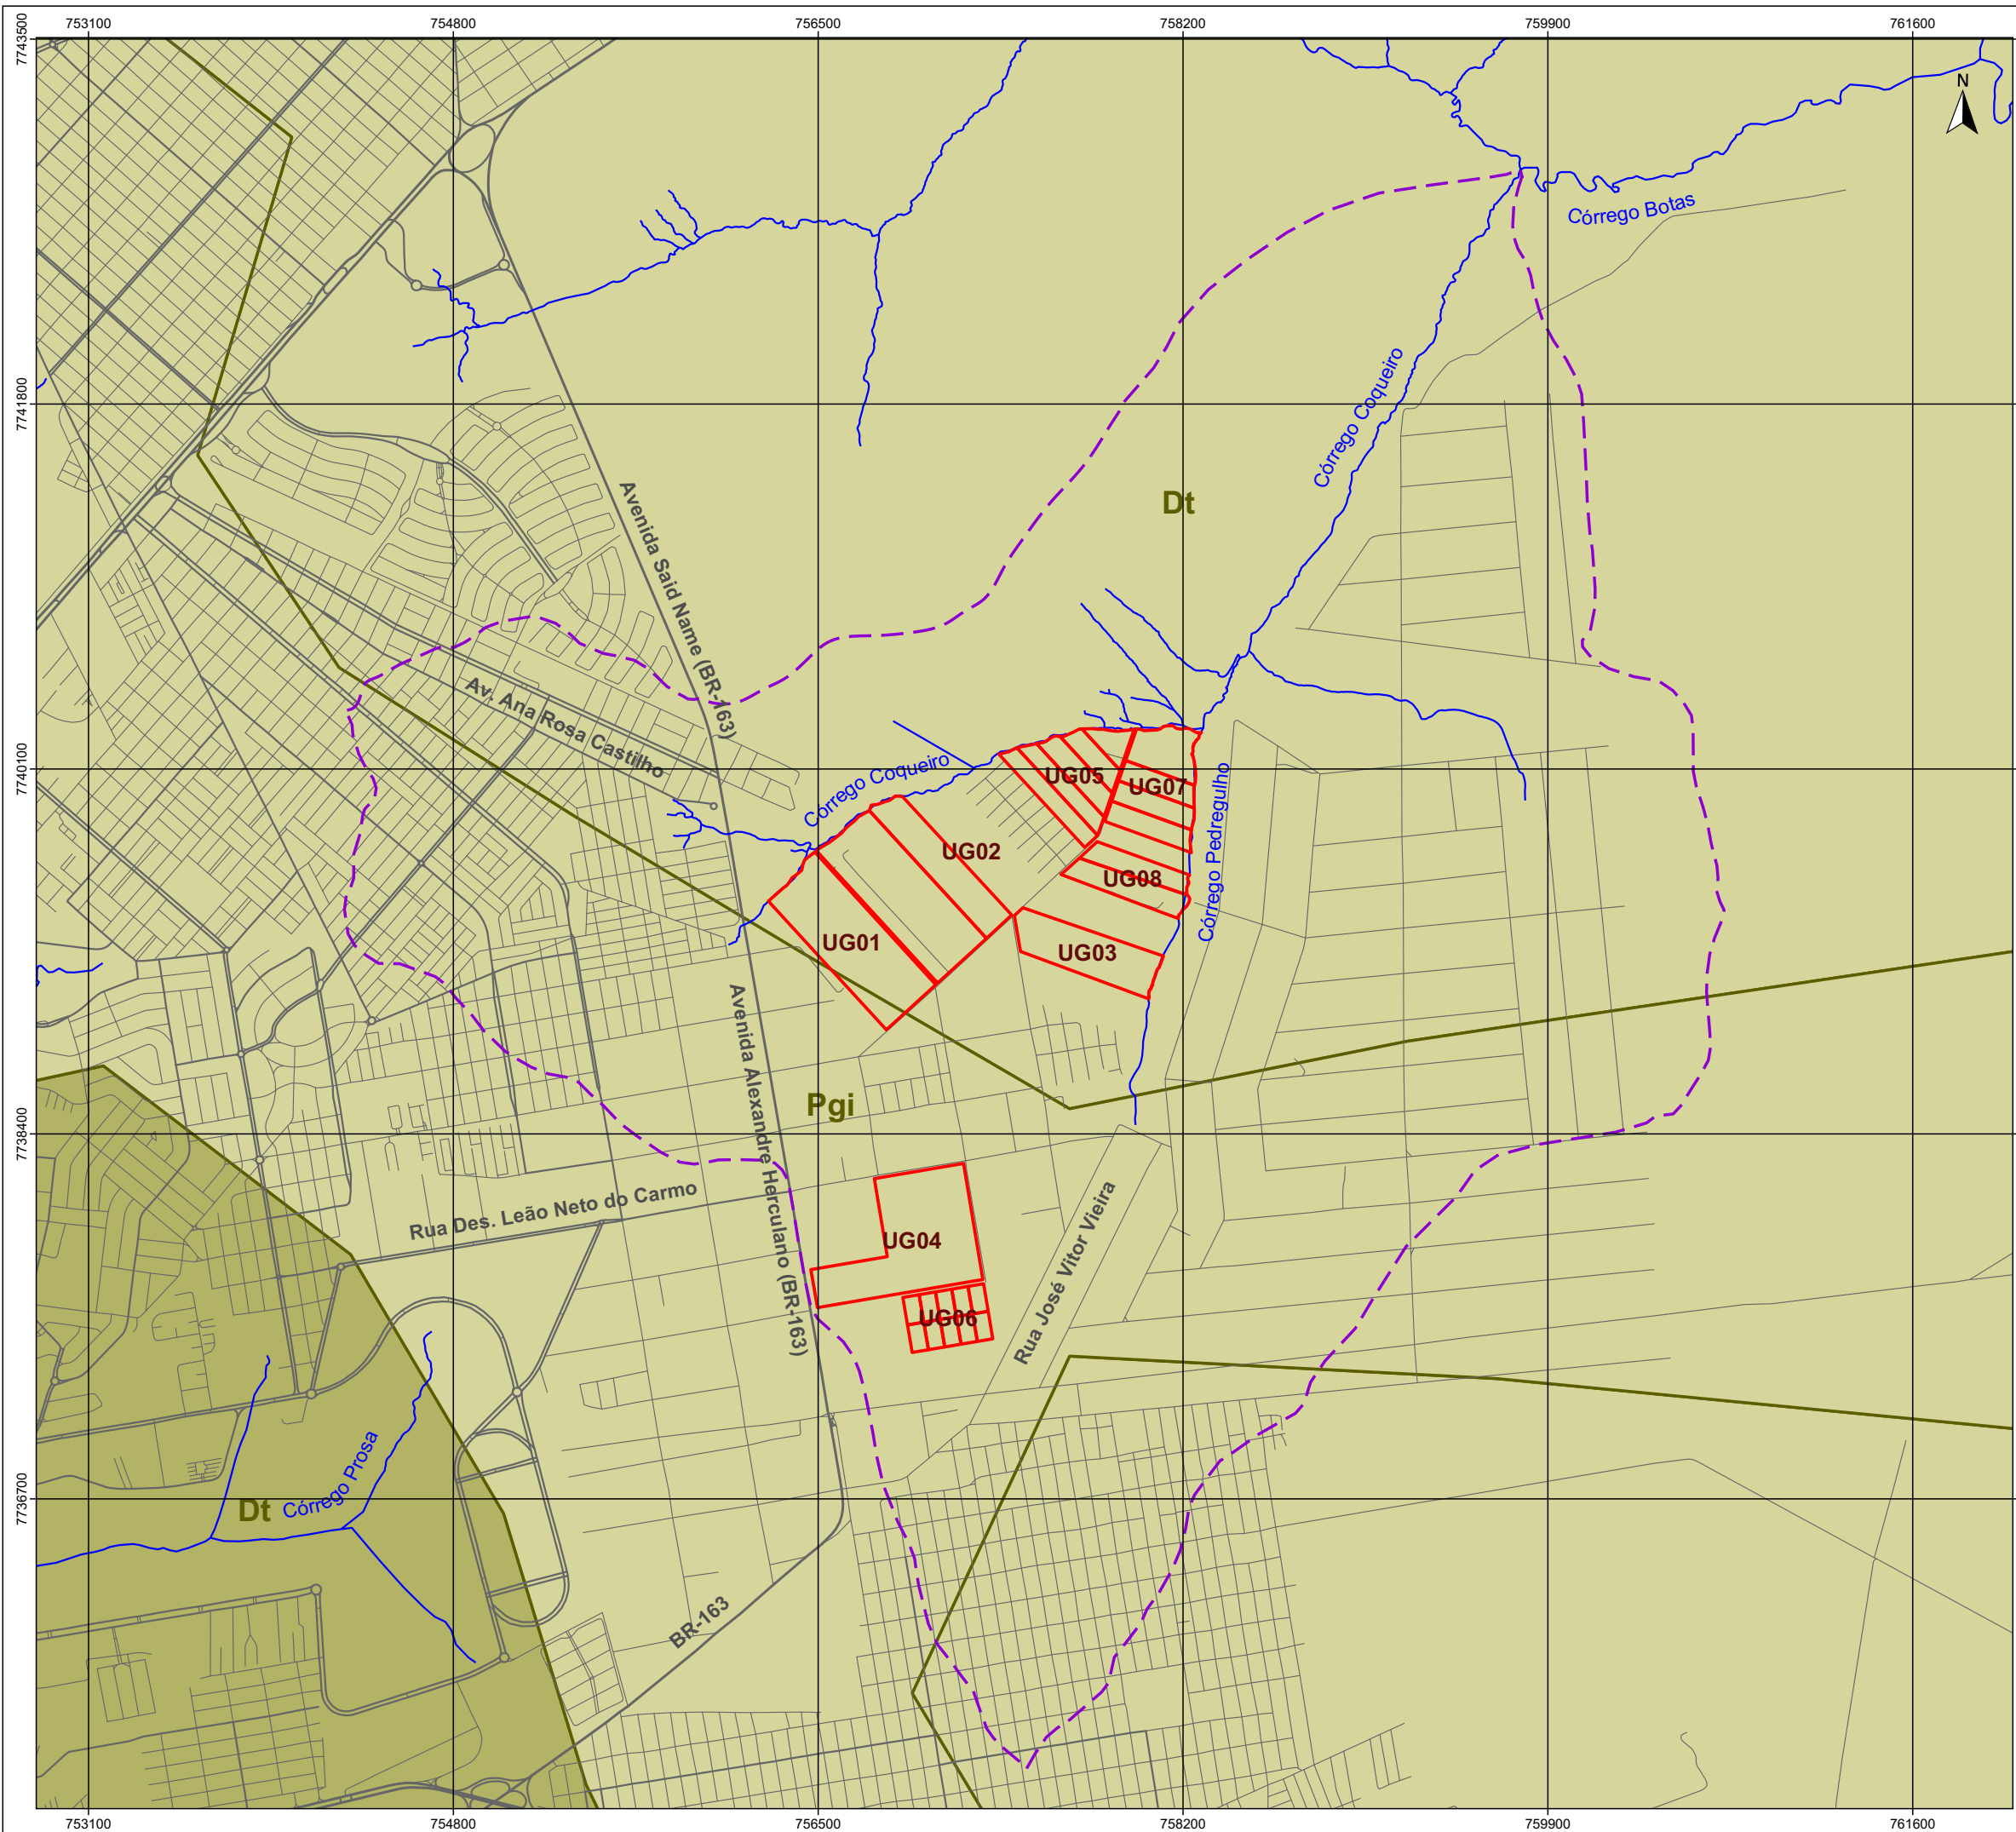 753100 754800 756500 758200 759900 761600
7743500
N
Córrego Botas
7741800
Córrego Coqueiro
Dt
Avenida Said Name (BR-163)
Av. Ana Rosa Castilho
7740100
Córrego Coqueiro
UG05
UG07
Córrego Pedregulho
UG02
UG08
UG01
UG03
Avenida Alexandre Herculano (BR-163)
Pgi
7738400
Rua Des. Leão Neto do Carmo
UG04
Rua José Vitor Vieira
UG06
Córrego Prosa
Dt
7736700
BR-163
753100 754800 756500 758200 759900 761600